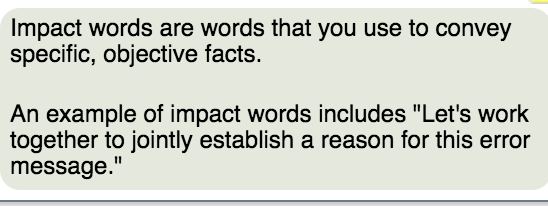 Impact words are words that you use to convey
specific, objective facts.
An example of impact words includes "Let's work
together to jointly establish a reason for this error
message."